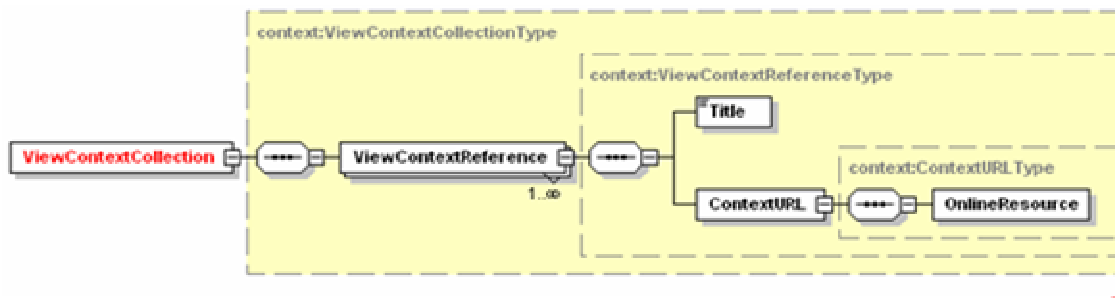 context:ViewContextCollectionType
context:ViewContextReferenceType
Title
ViewContextCollection
ViewContextReference
1..∞
context:ContextURLType
ContextURL
OnlineResource